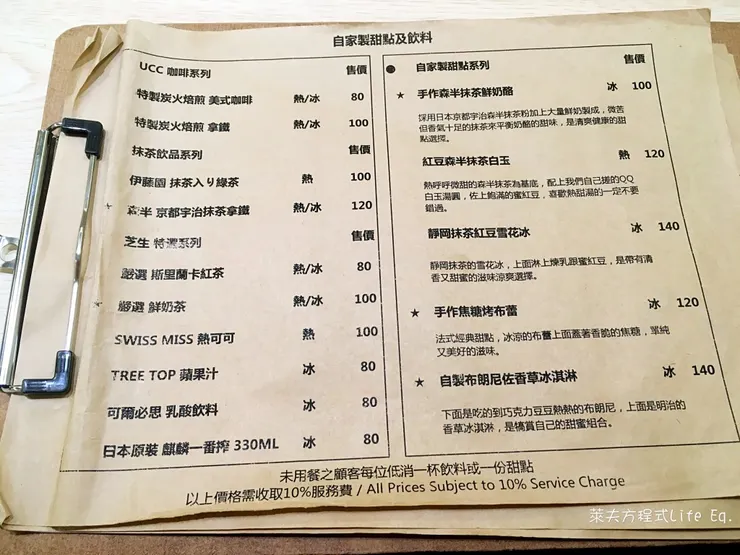 自家製甜點及飲料
UCC 咖啡系列 售價
特製炭火焙煎 美式咖啡 熱/冰 80
特製炭火焙煎 拿鐵 熱/冰 100
抹茶飲品系列 售價
伊藤園 抹茶入り綠茶 熱 100
森半 京都宇治抹茶拿鐵 熱/冰 120
芝生 特選系列 售價
嚴選 斯里蘭卡紅茶 熱/冰 80
嚴選 鮮奶茶 熱/冰 100
SWISS MISS 熱可可 熱 100
TREE TOP 蘋果汁 冰 80
可爾必思 乳酸飲料 冰 80
日本原裝 麒麟一番搾 330ML 冰 80
● 自家製甜點系列 售價
★ 手作森半抹茶鮮奶酪 冰 100
採用日本京都宇治森半抹茶粉加上大量鮮奶製成，微苦
但香氣十足的抹茶來平衡奶酪的甜味，是清爽健康的甜
點選擇。
紅豆森半抹茶白玉 熱 120
熱呼呼微甜的森半抹茶為基底，配上我們自己搓的QQ
白玉湯圓，佐上飽滿的蜜紅豆，喜歡熱甜湯的一定不要
錯過。
靜岡抹茶紅豆雪花冰 冰 140
靜岡抹茶的雪花冰，上面淋上煉乳跟蜜紅豆，是帶有清
香又甜蜜的滋味涼爽選擇。
★ 手作焦糖烤布蕾 冰 120
法式經典甜點，冰涼的布蕾上面蓋著香脆的焦糖，單純
又美好的滋味。
★ 自製布朗尼佐香草冰淇淋 冰 140
下面是吃的到巧克力豆豆熱熱的布朗尼，上面是明治的
香草冰淇淋，是犒賞自己的甜蜜組合。
未用餐之顧客每位低消一杯飲料或一份甜點
以上價格需收取10%服務費 / All Prices Subject to 10% Service Charge
萊夫方程式Life Eq.